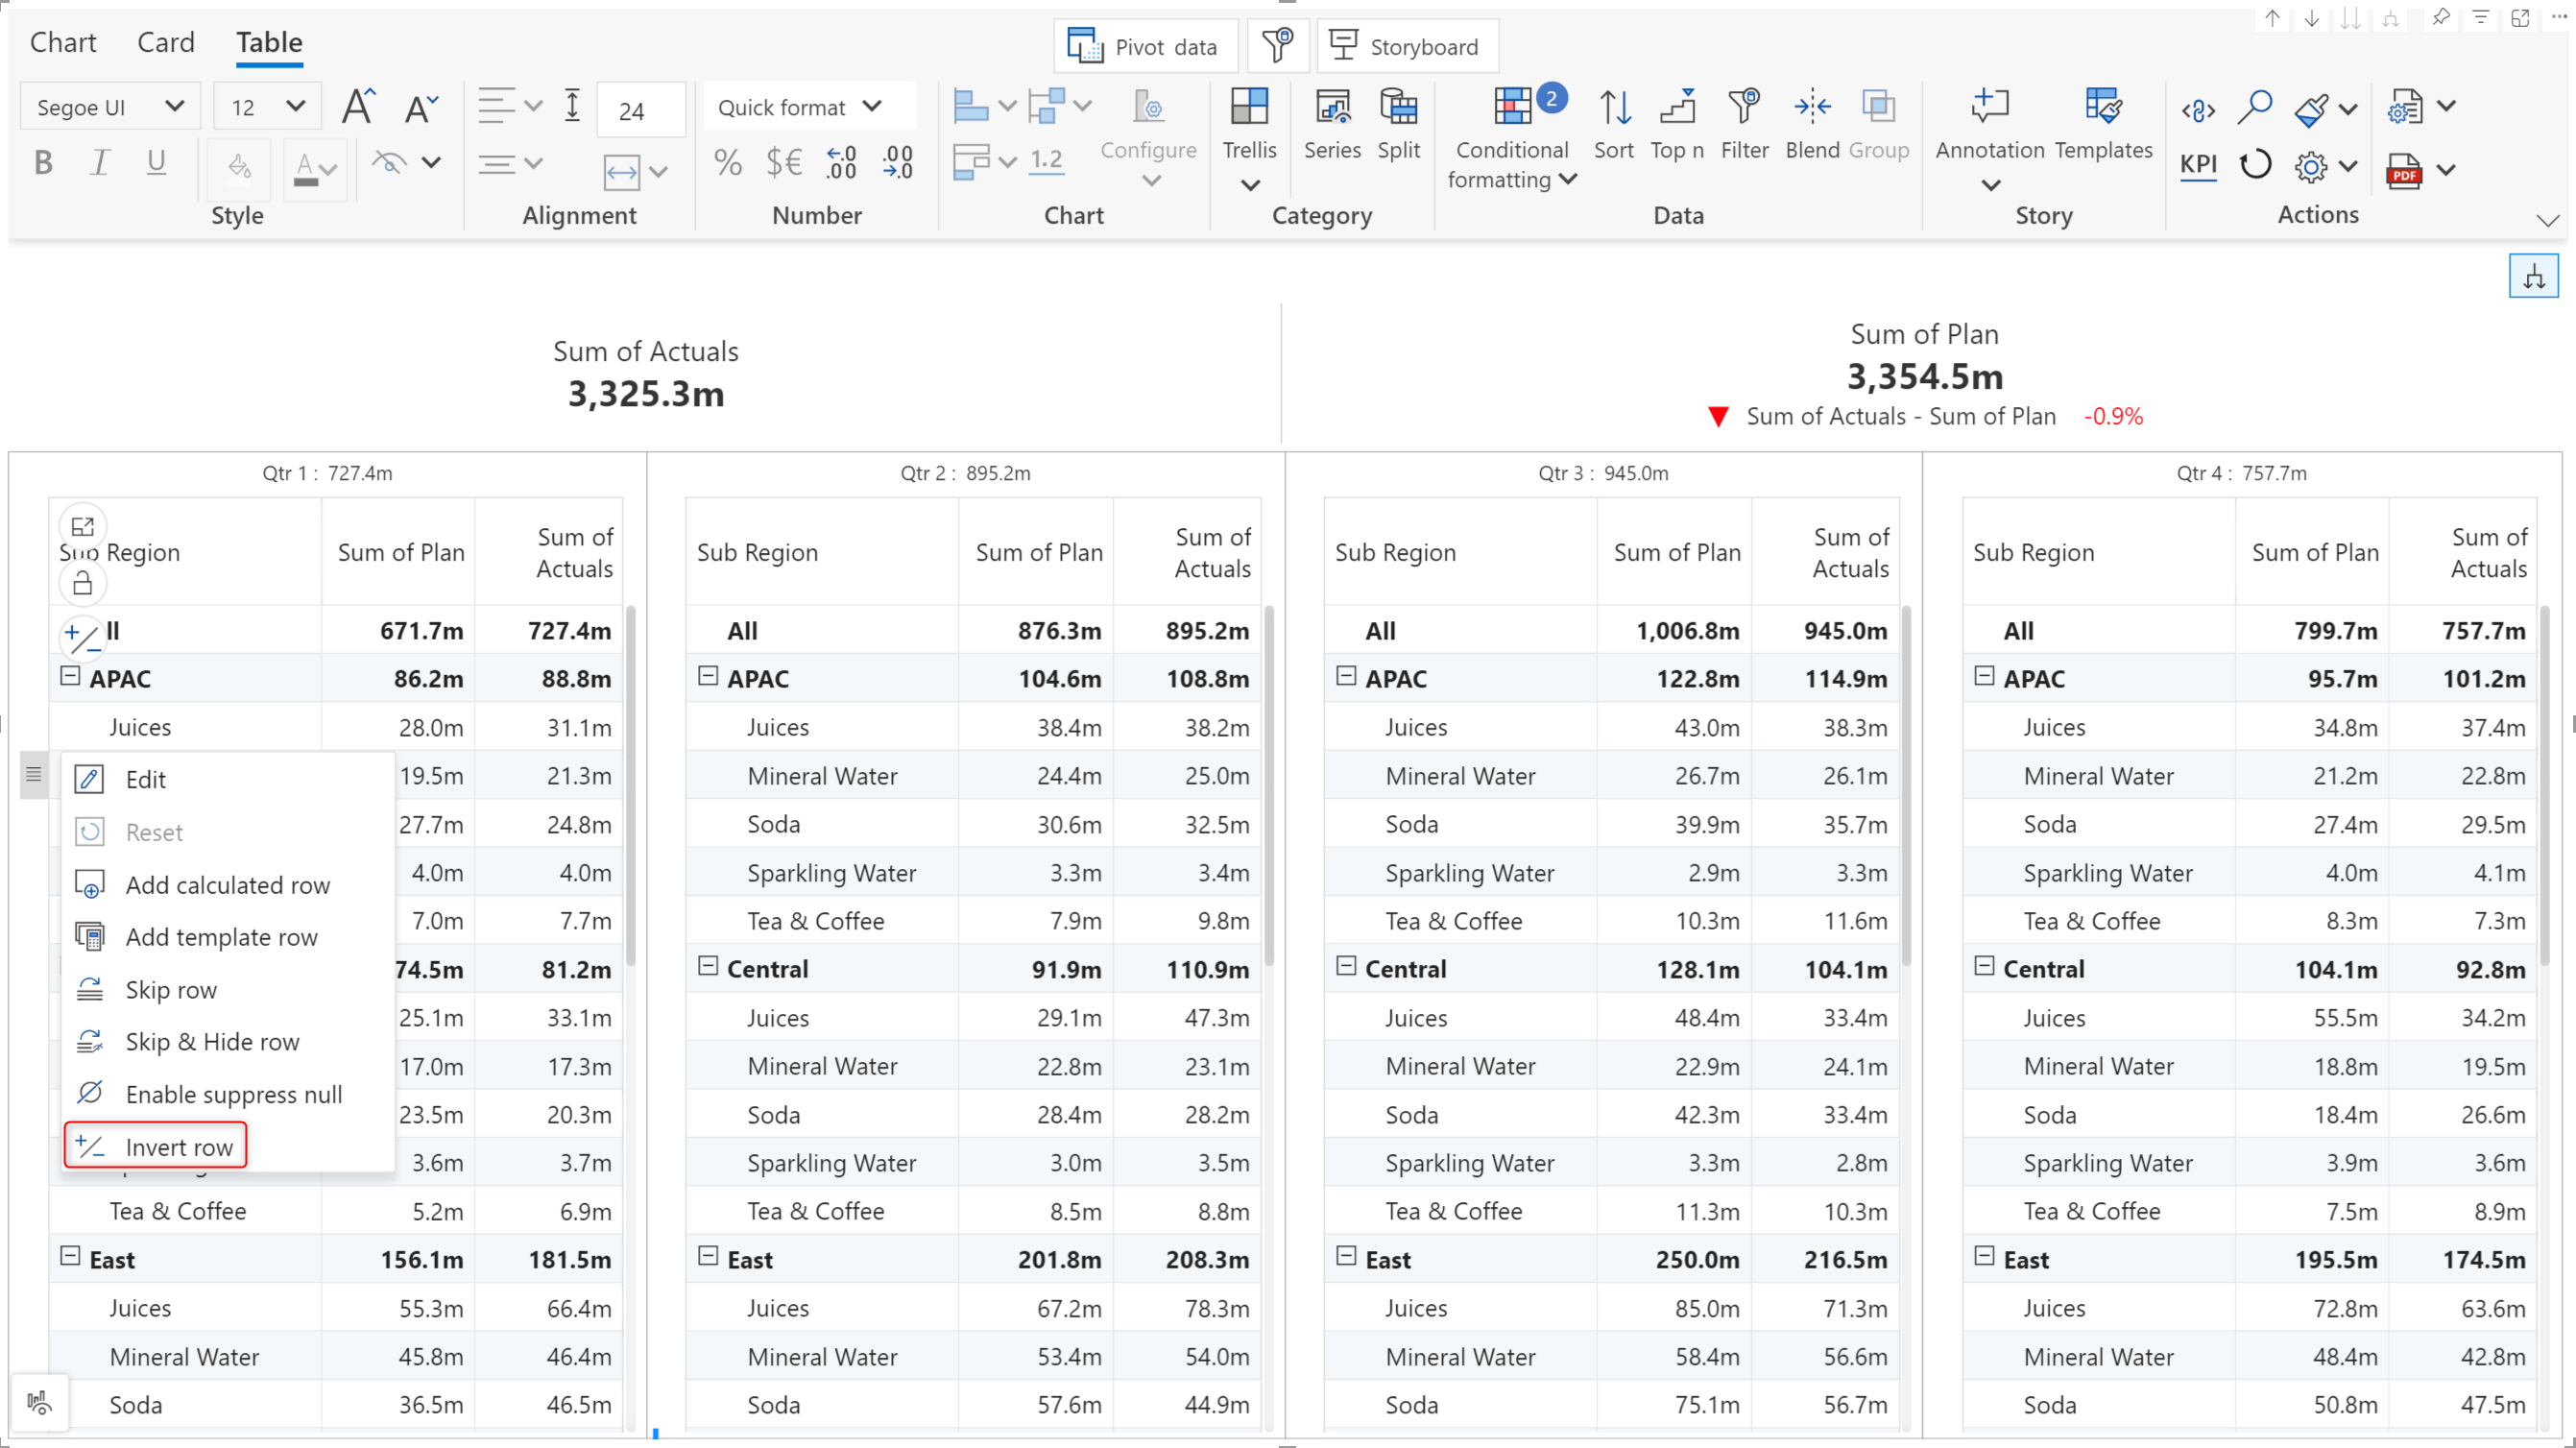 Chart Card Table
Pivot data Storyboard
Segoe UI 12
24
Quick format
2
B I U A
% $€ .0 .00 .00 .0
1.2
Configure
Trellis
Series Split
Conditional formatting
Sort Top n Filter Blend Group
Annotation Templates
KPI
PDF
Style Alignment Number Chart Category Data Story Actions
Sum of Actuals
3,325.3m
Sum of Plan
3,354.5m
▼ Sum of Actuals - Sum of Plan -0.9%
Qtr 1 : 727.4m
Sub Region Sum of Plan Sum of Actuals
ll 671.7m 727.4m
APAC 86.2m 88.8m
Juices 28.0m 31.1m
19.5m 21.3m
27.7m 24.8m
4.0m 4.0m
7.0m 7.7m
74.5m 81.2m
25.1m 33.1m
17.0m 17.3m
23.5m 20.3m
3.6m 3.7m
Tea & Coffee 5.2m 6.9m
East 156.1m 181.5m
Juices 55.3m 66.4m
Mineral Water 45.8m 46.4m
Soda 36.5m 46.5m
Edit
Reset
Add calculated row
Add template row
Skip row
Skip & Hide row
Enable suppress null
Invert row
Qtr 2 : 895.2m
Sub Region Sum of Plan Sum of Actuals
All 876.3m 895.2m
APAC 104.6m 108.8m
Juices 38.4m 38.2m
Mineral Water 24.4m 25.0m
Soda 30.6m 32.5m
Sparkling Water 3.3m 3.4m
Tea & Coffee 7.9m 9.8m
Central 91.9m 110.9m
Juices 29.1m 47.3m
Mineral Water 22.8m 23.1m
Soda 28.4m 28.2m
Sparkling Water 3.0m 3.5m
Tea & Coffee 8.5m 8.8m
East 201.8m 208.3m
Juices 67.2m 78.3m
Mineral Water 53.4m 54.0m
Soda 57.6m 44.9m
Qtr 3 : 945.0m
Sub Region Sum of Plan Sum of Actuals
All 1,006.8m 945.0m
APAC 122.8m 114.9m
Juices 43.0m 38.3m
Mineral Water 26.7m 26.1m
Soda 39.9m 35.7m
Sparkling Water 2.9m 3.3m
Tea & Coffee 10.3m 11.6m
Central 128.1m 104.1m
Juices 48.4m 33.4m
Mineral Water 22.9m 24.1m
Soda 42.3m 33.4m
Sparkling Water 3.3m 2.8m
Tea & Coffee 11.3m 10.3m
East 250.0m 216.5m
Juices 85.0m 71.3m
Mineral Water 58.4m 56.6m
Soda 75.1m 56.7m
Qtr 4 : 757.7m
Sub Region Sum of Plan Sum of Actuals
All 799.7m 757.7m
APAC 95.7m 101.2m
Juices 34.8m 37.4m
Mineral Water 21.2m 22.8m
Soda 27.4m 29.5m
Sparkling Water 4.0m 4.1m
Tea & Coffee 8.3m 7.3m
Central 104.1m 92.8m
Juices 55.5m 34.2m
Mineral Water 18.8m 19.5m
Soda 18.4m 26.6m
Sparkling Water 3.9m 3.6m
Tea & Coffee 7.5m 8.9m
East 195.5m 174.5m
Juices 72.8m 63.6m
Mineral Water 48.4m 42.8m
Soda 50.8m 47.5m